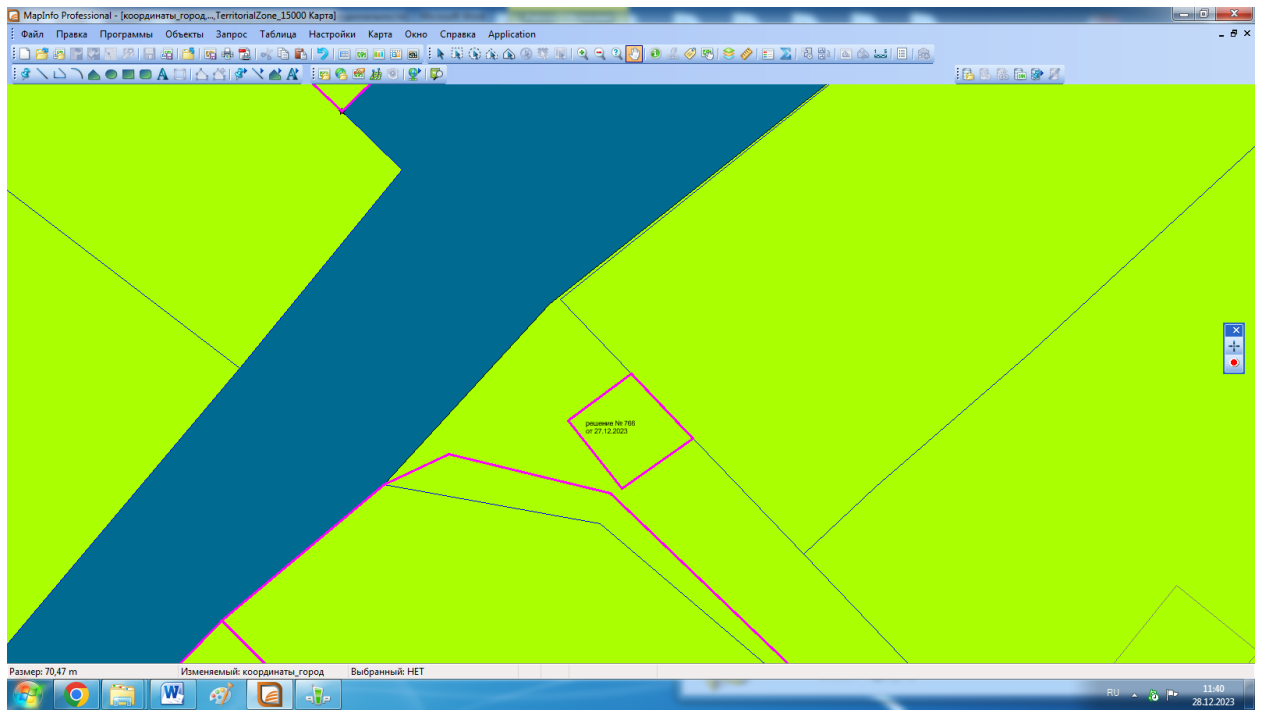 MapInfo Professional - [координаты_город,...,TerritorialZone_15000 Карта]
Файл Правка Программы Объекты Запрос Таблица Настройки Карта Окно Справка Application
решение № 766
от 27.12.2023
Размер: 70,47 m Изменяемый: координаты_город Выбранный: НЕТ
RU 11:40
28.12.2023